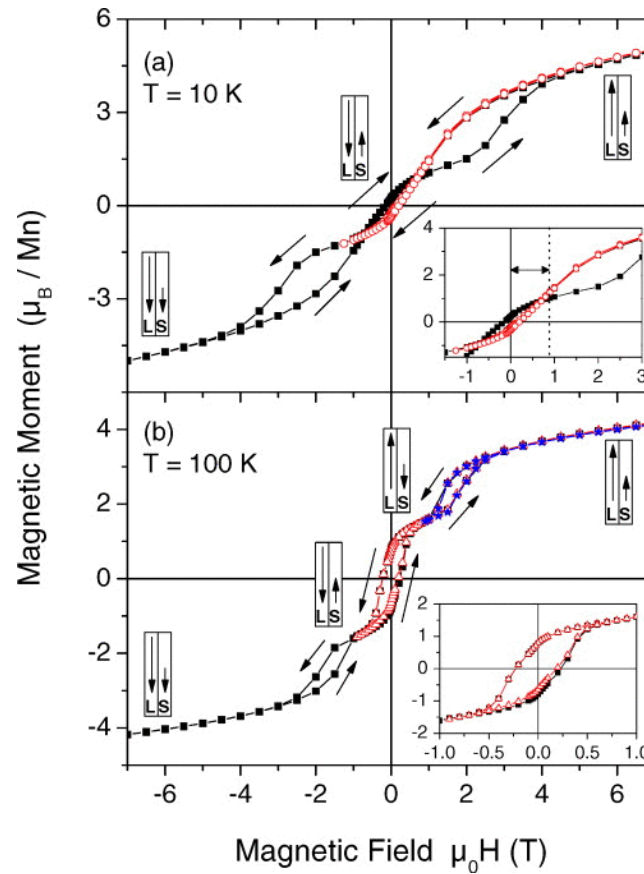 (a)
T = 10 K
L S
L S
L S
6
3
0
-3
4
2
0
-1 0 1 2 3
Magnetic Moment (μB / Mn)
(b)
T = 100 K
L S
L S
L S
L S
4
2
0
-2
-4
2
1
0
-1
-2
-1.0 -0.5 0.0 0.5 1.0
-6 -4 -2 0 2 4 6
Magnetic Field μ0H (T)